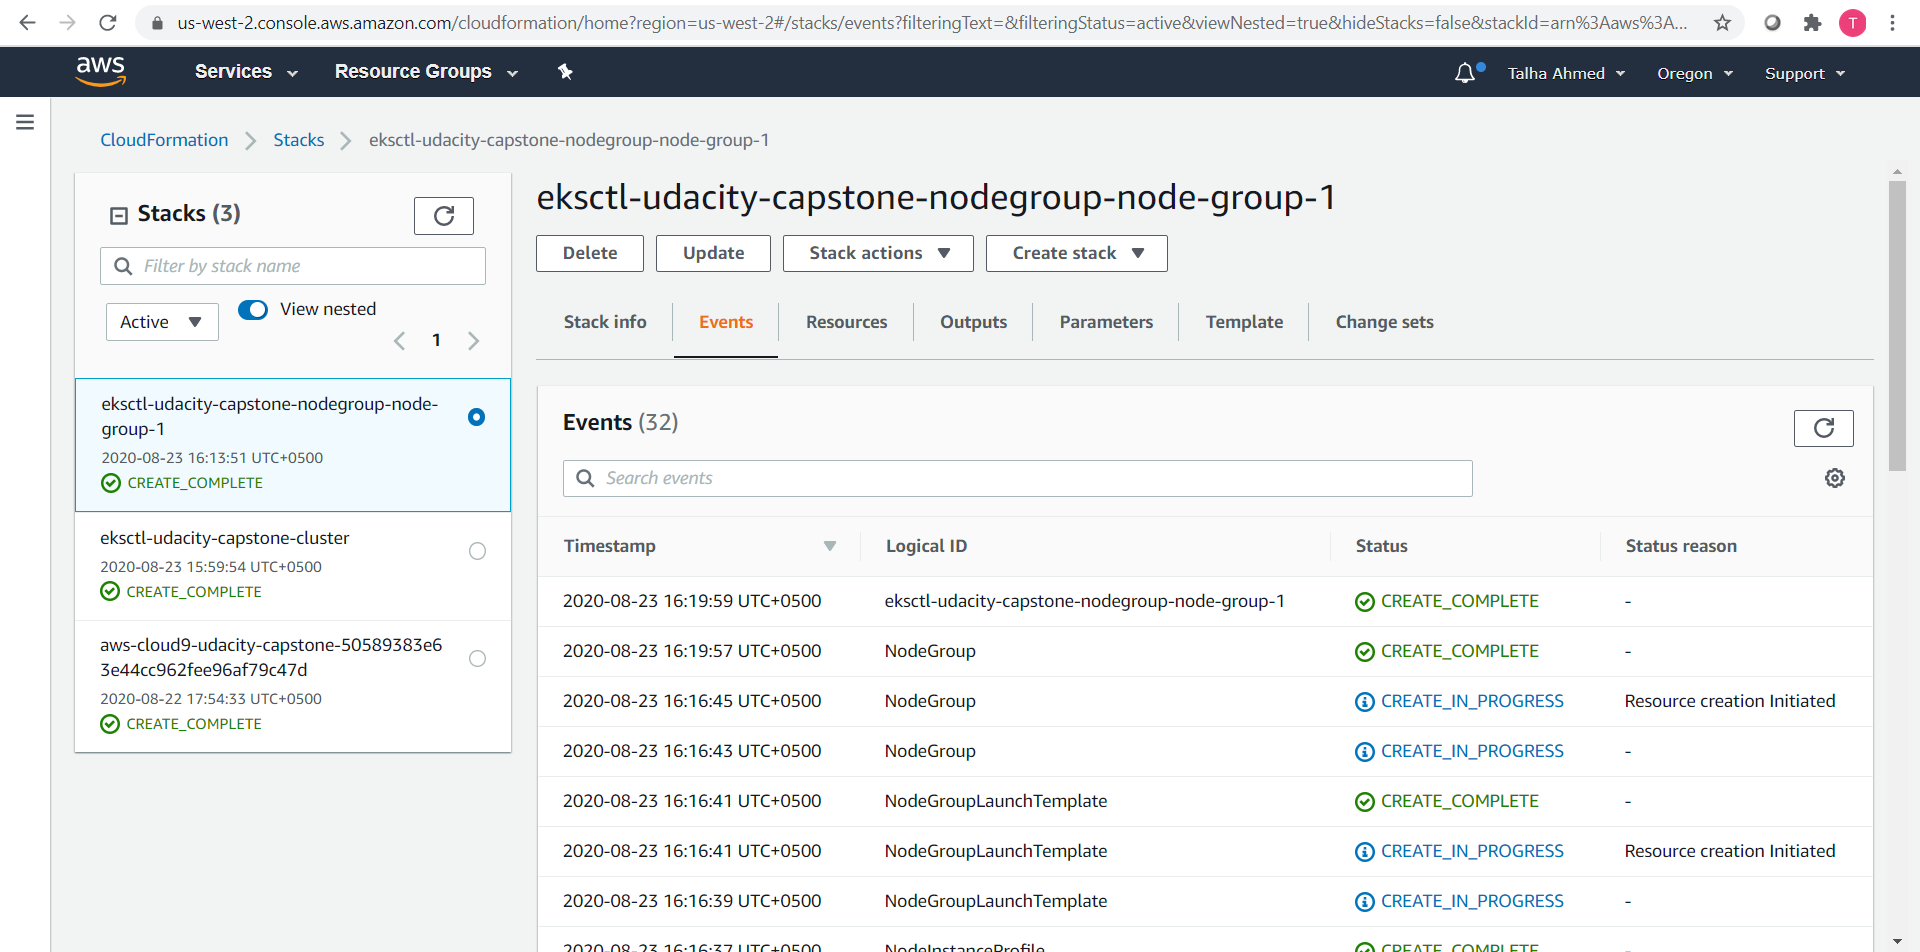 us-west-2.console.aws.amazon.com/cloudformation/home?region=us-west-2#/stacks/events?filteringText=&filteringStatus=active&viewNested=true&hideStacks=false&stackId=arn%3Aaws%3A...
T
aws
Services
Resource Groups
Talha Ahmed
Oregon
Support
CloudFormation
Stacks
eksctl-udacity-capstone-nodegroup-node-group-1
Stacks (3)
Filter by stack name
Active
View nested
1
eksctl-udacity-capstone-nodegroup-node-
group-1
2020-08-23 16:13:51 UTC+0500
CREATE_COMPLETE
eksctl-udacity-capstone-cluster
2020-08-23 15:59:54 UTC+0500
CREATE_COMPLETE
aws-cloud9-udacity-capstone-50589383e6
3e44cc962fee96af79c47d
2020-08-22 17:54:33 UTC+0500
CREATE_COMPLETE
eksctl-udacity-capstone-nodegroup-node-group-1
Delete
Update
Stack actions
Create stack
Stack info
Events
Resources
Outputs
Parameters
Template
Change sets
Events (32)
Search events
Timestamp Logical ID Status Status reason
2020-08-23 16:19:59 UTC+0500 eksctl-udacity-capstone-nodegroup-node-group-1 CREATE_COMPLETE -
2020-08-23 16:19:57 UTC+0500 NodeGroup CREATE_COMPLETE -
2020-08-23 16:16:45 UTC+0500 NodeGroup CREATE_IN_PROGRESS Resource creation Initiated
2020-08-23 16:16:43 UTC+0500 NodeGroup CREATE_IN_PROGRESS -
2020-08-23 16:16:41 UTC+0500 NodeGroupLaunchTemplate CREATE_COMPLETE -
2020-08-23 16:16:41 UTC+0500 NodeGroupLaunchTemplate CREATE_IN_PROGRESS Resource creation Initiated
2020-08-23 16:16:39 UTC+0500 NodeGroupLaunchTemplate CREATE_IN_PROGRESS -
2020-08-23 16:16:37 UTC+0500 NodeInstanceProfile CREATE_COMPLETE